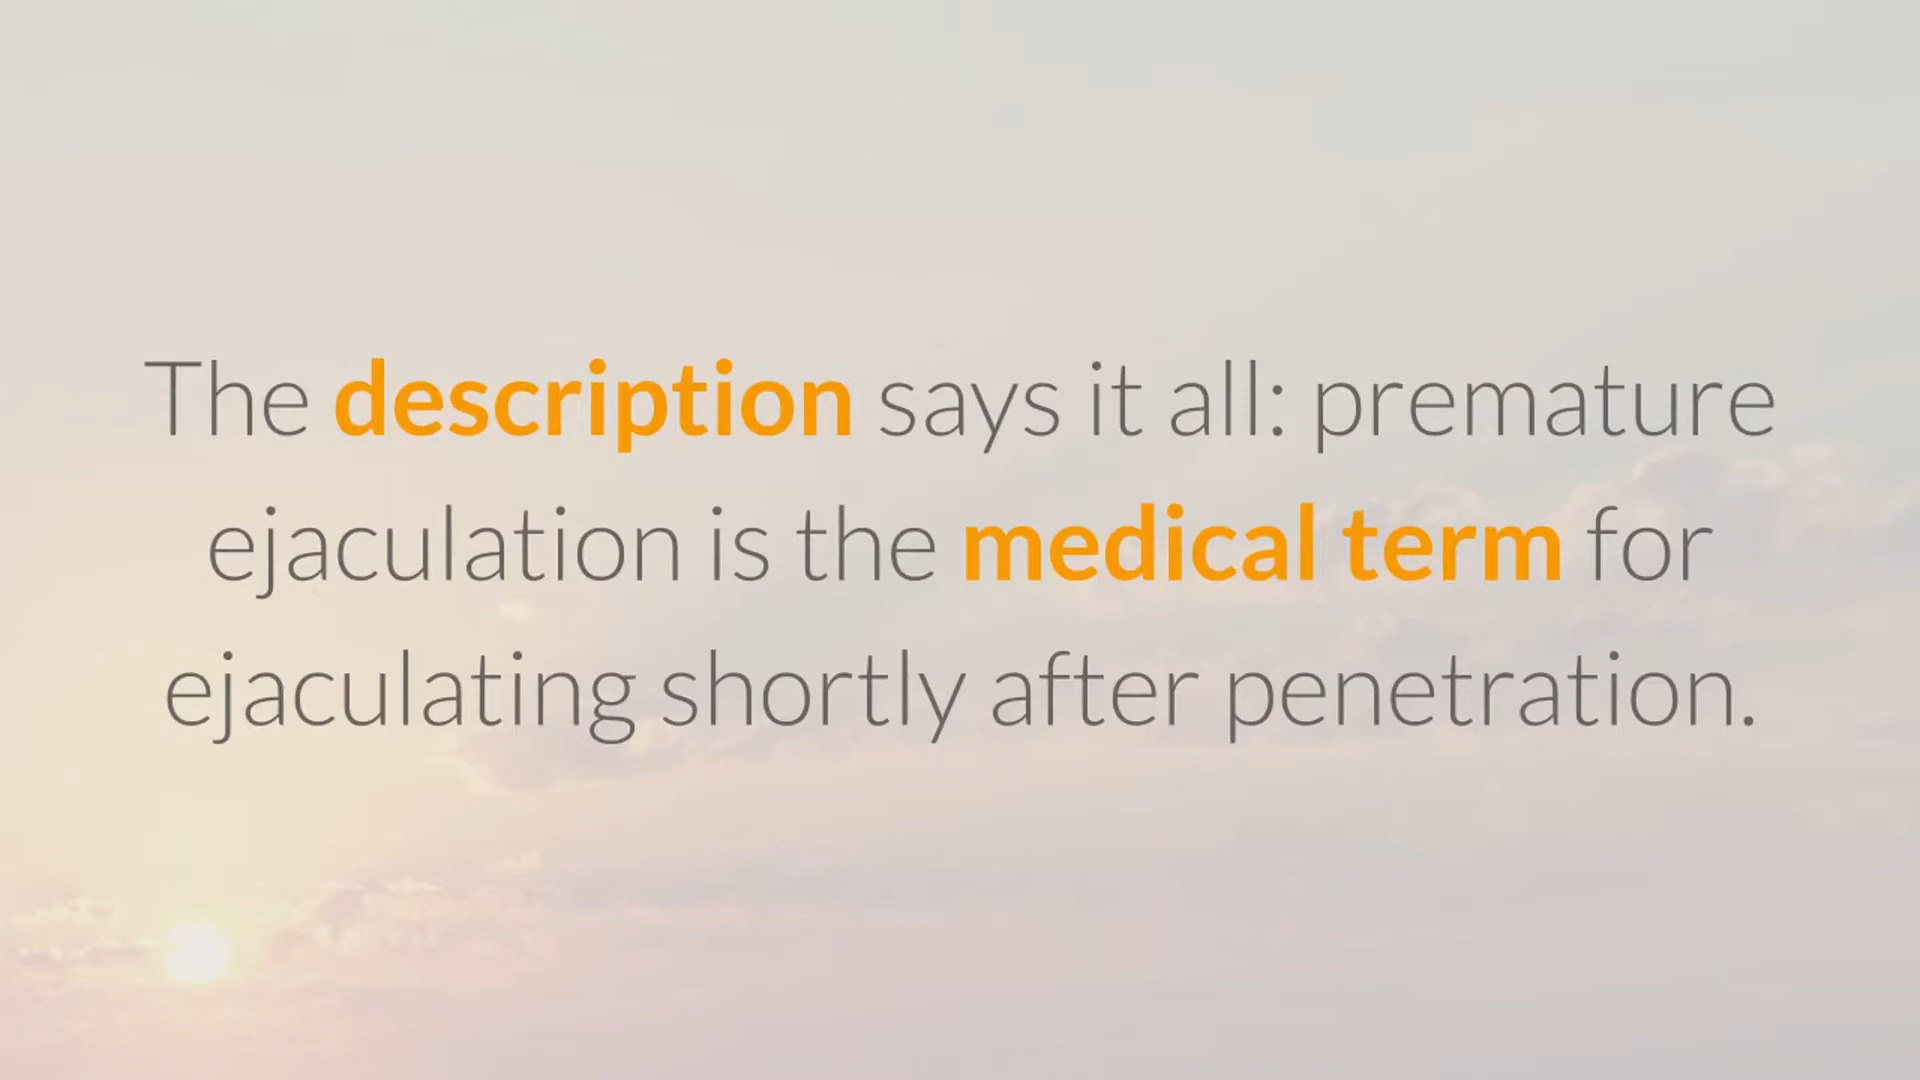 The description says it all: premature
ejaculation is the medical term for
ejaculating shortly after penetration.